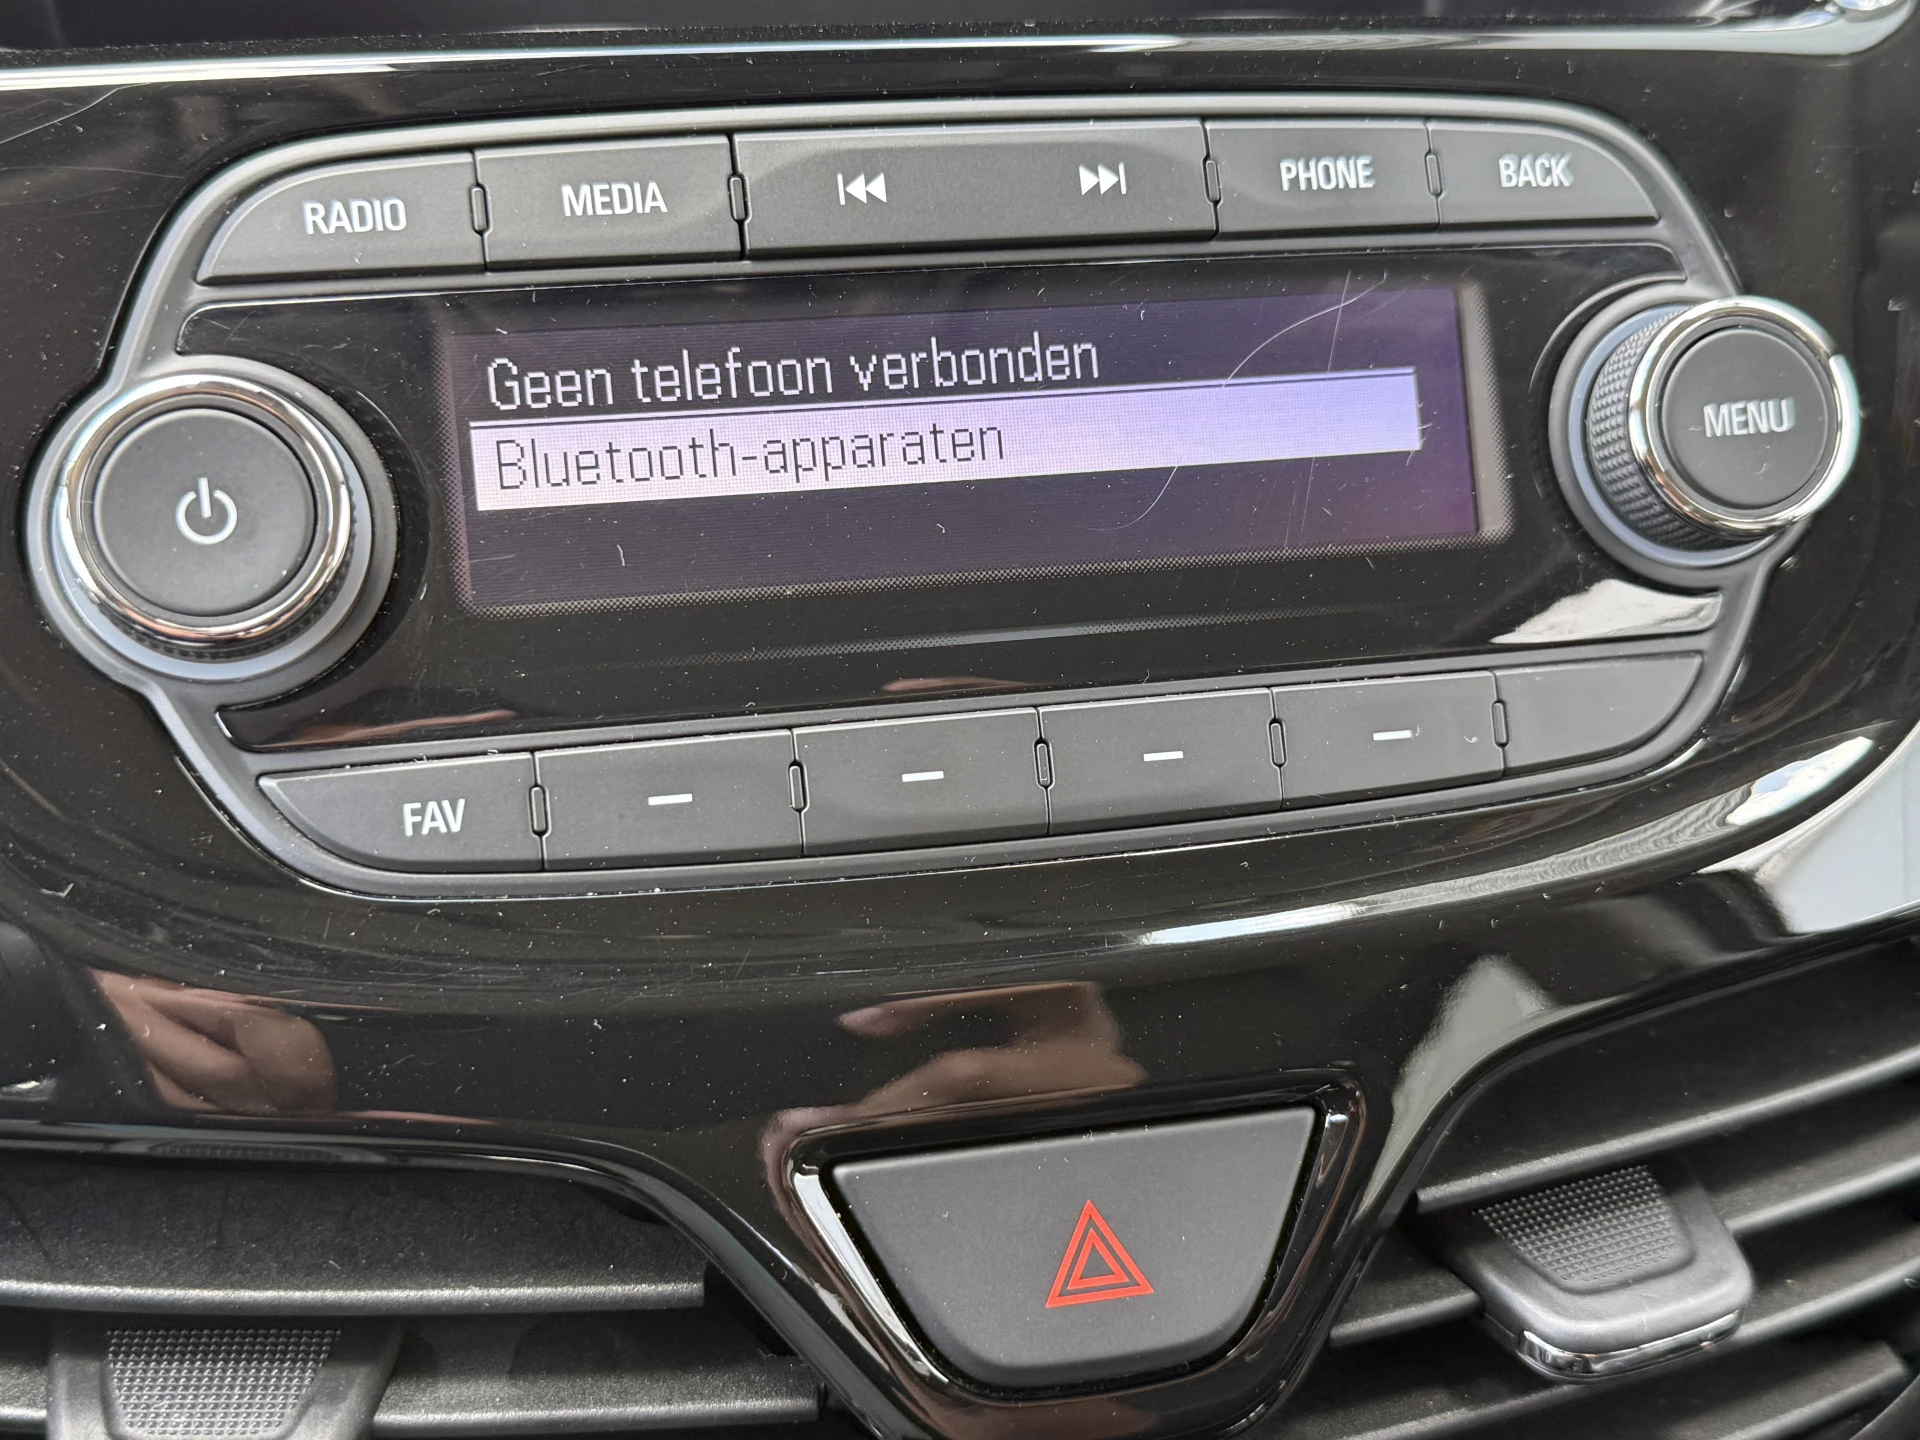 RADIO
MEDIA
PHONE
BACK
Geen telefoon verbonden
Bluetooth-apparaten
MENU
FAV